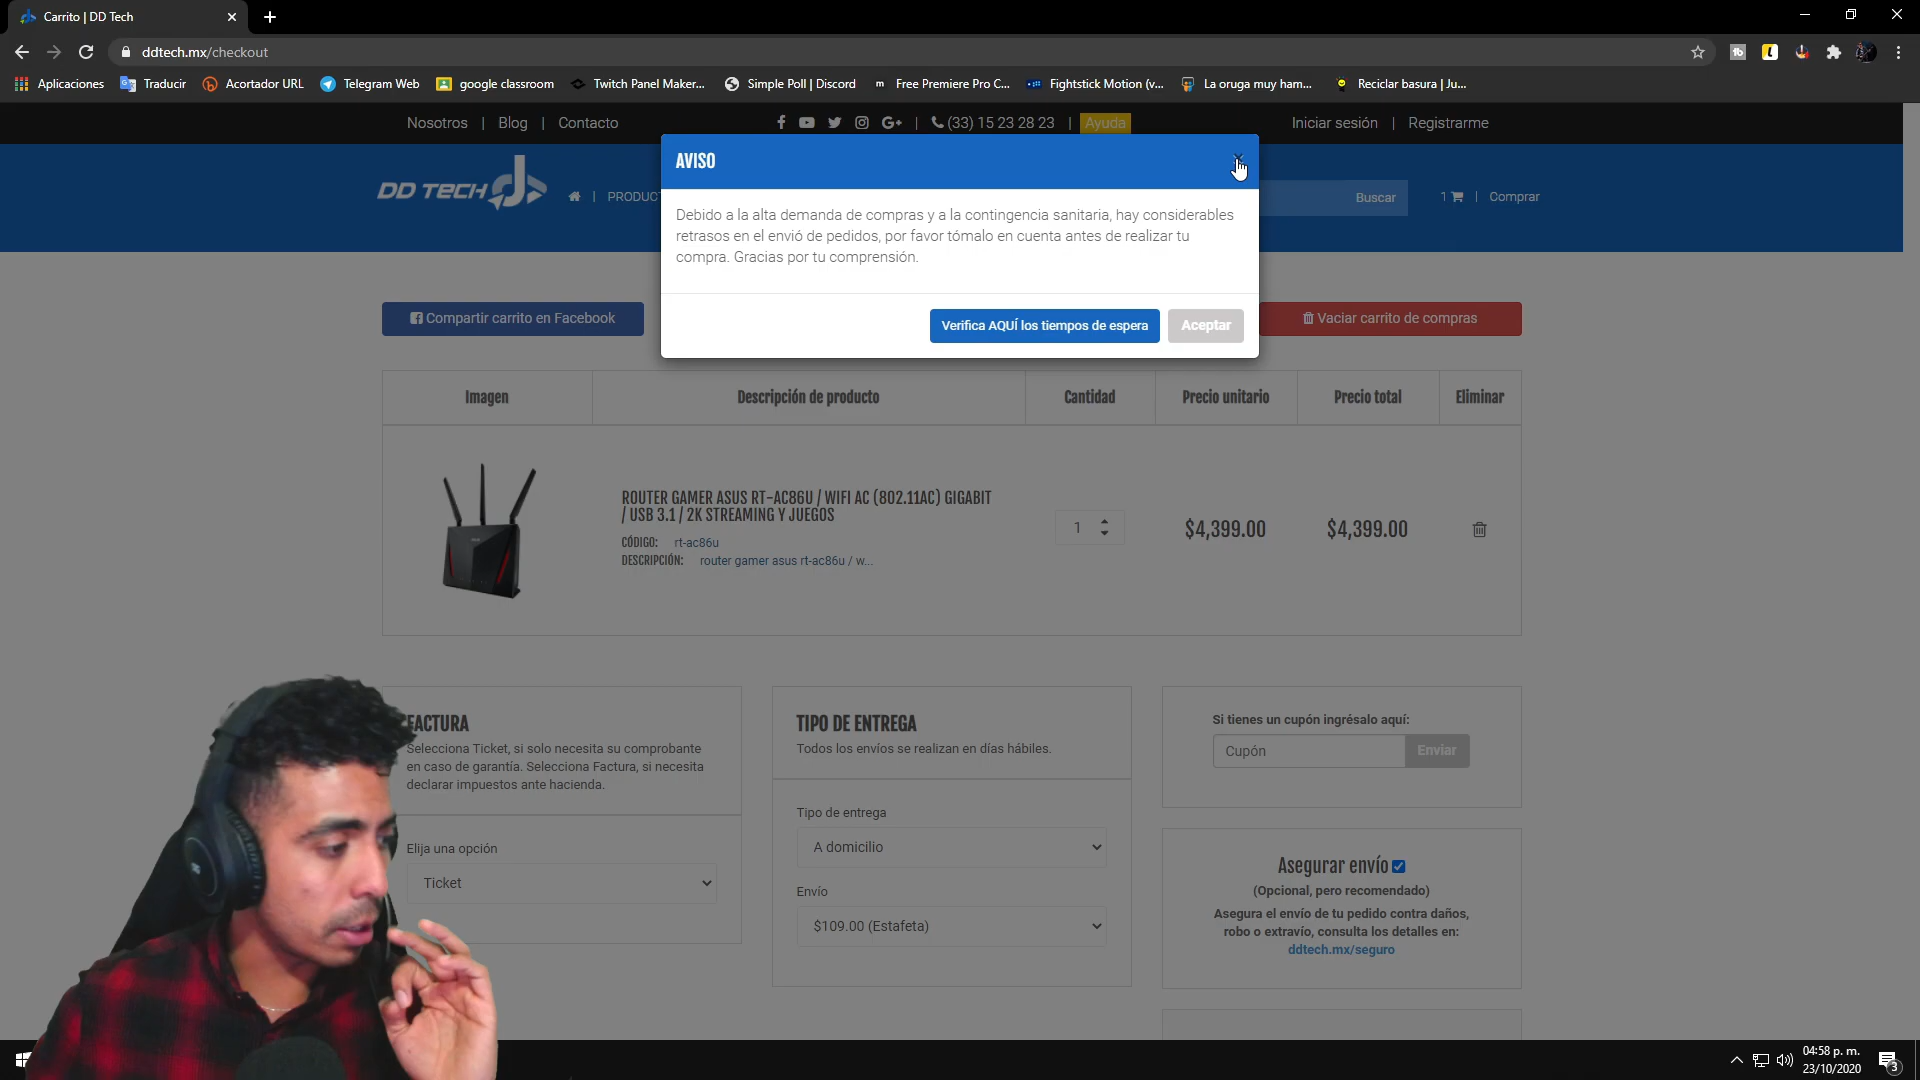 Carrito | DD Tech
ddtech.mx/checkout
Aplicaciones
Traducir
Acortador URL
Telegram Web
google classroom
Twitch Panel Maker...
Simple Poll | Discord
Free Premiere Pro C...
Fightstick Motion (v...
La oruga muy ham...
Reciclar basura | Ju...
Nosotros | Blog | Contacto
| (33) 15 23 28 23 | Ayuda
Iniciar sesión | Registrarme
DD TECH
| PRODUC
Buscar
1 | Comprar
AVISO
Debido a la alta demanda de compras y a la contingencia sanitaria, hay considerables
retrasos en el envió de pedidos, por favor tómalo en cuenta antes de realizar tu
compra. Gracias por tu comprensión.
Verifica AQUÍ los tiempos de espera
Aceptar
Compartir carrito en Facebook
Vaciar carrito de compras
Imagen
Descripción de producto
Cantidad
Precio unitario
Precio total
Eliminar
ROUTER GAMER ASUS RT-AC86U / WIFI AC (802.11AC) GIGABIT
/ USB 3.1 / 2K STREAMING Y JUEGOS
CÓDIGO: rt-ac86u
DESCRIPCIÓN: router gamer asus rt-ac86u / w...
1
$4,399.00
$4,399.00
FACTURA
Selecciona Ticket, si solo necesita su comprobante
en caso de garantía. Selecciona Factura, si necesita
declarar impuestos ante hacienda.
Elija una opción
Ticket
TIPO DE ENTREGA
Todos los envíos se realizan en días hábiles.
Tipo de entrega
A domicilio
Envío
$109.00 (Estafeta)
Si tienes un cupón ingrésalo aquí:
Cupón
Enviar
Asegurar envío
(Opcional, pero recomendado)
Asegura el envío de tu pedido contra daños,
robo o extravío, consulta los detalles en:
ddtech.mx/seguro
04:58 p. m.
23/10/2020
3